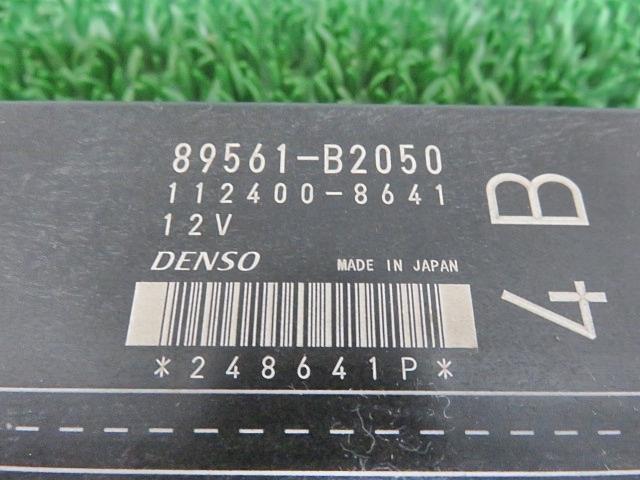 89561-B2050
112400-8641
12V
DENSO MADE IN JAPAN
*248641P*
4B